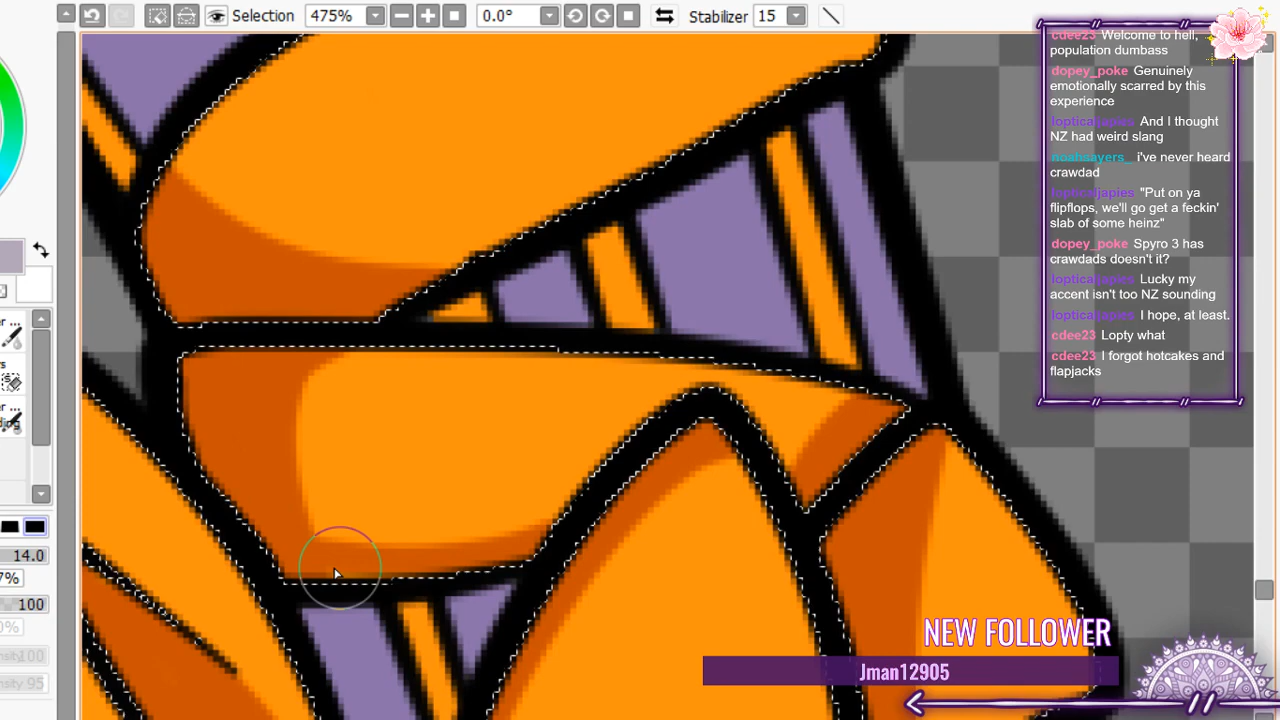 Selection 475% 0.0° Stabilizer 15
cdee23 Welcome to hell,
population dumbass
dopey_poke Genuinely
emotionally scarred by this
experience
lopticaljapies And I thought
NZ had weird slang
noahsayers_ i've never heard
crawdad
lopticaljapies "Put on ya
flipflops, we'll go get a feckin'
slab of some heinz"
dopey_poke Spyro 3 has
crawdads doesn't it?
lopticaljapies Lucky my
accent isn't too NZ sounding
lopticaljapies I hope, at least.
cdee23 Lopty what
cdee23 I forgot hotcakes and
flapjacks
14.0
100
NEW FOLLOWER
Jman12905